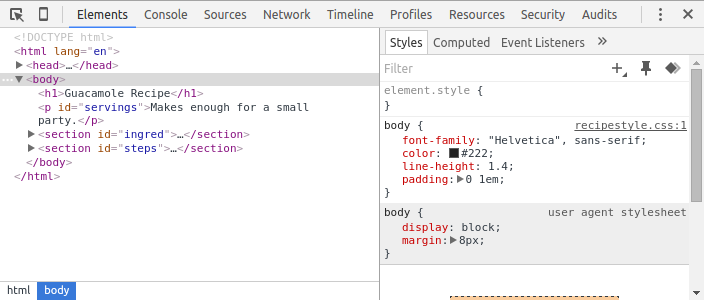 Elements Console Sources Network Timeline Profiles Resources Security Audits
<!DOCTYPE html>
<html lang="en">
<head>…</head>
<body>
<h1>Guacamole Recipe</h1>
<p id="servings">Makes enough for a small
party.</p>
<section id="ingred">…</section>
<section id="steps">…</section>
</body>
</html>
html body
Styles Computed Event Listeners »
Filter
element.style {
}
body { recipestyle.css:1
font-family: "Helvetica", sans-serif;
color: #222;
line-height: 1.4;
padding: 0 1em;
}
body { user agent stylesheet
display: block;
margin: 8px;
}